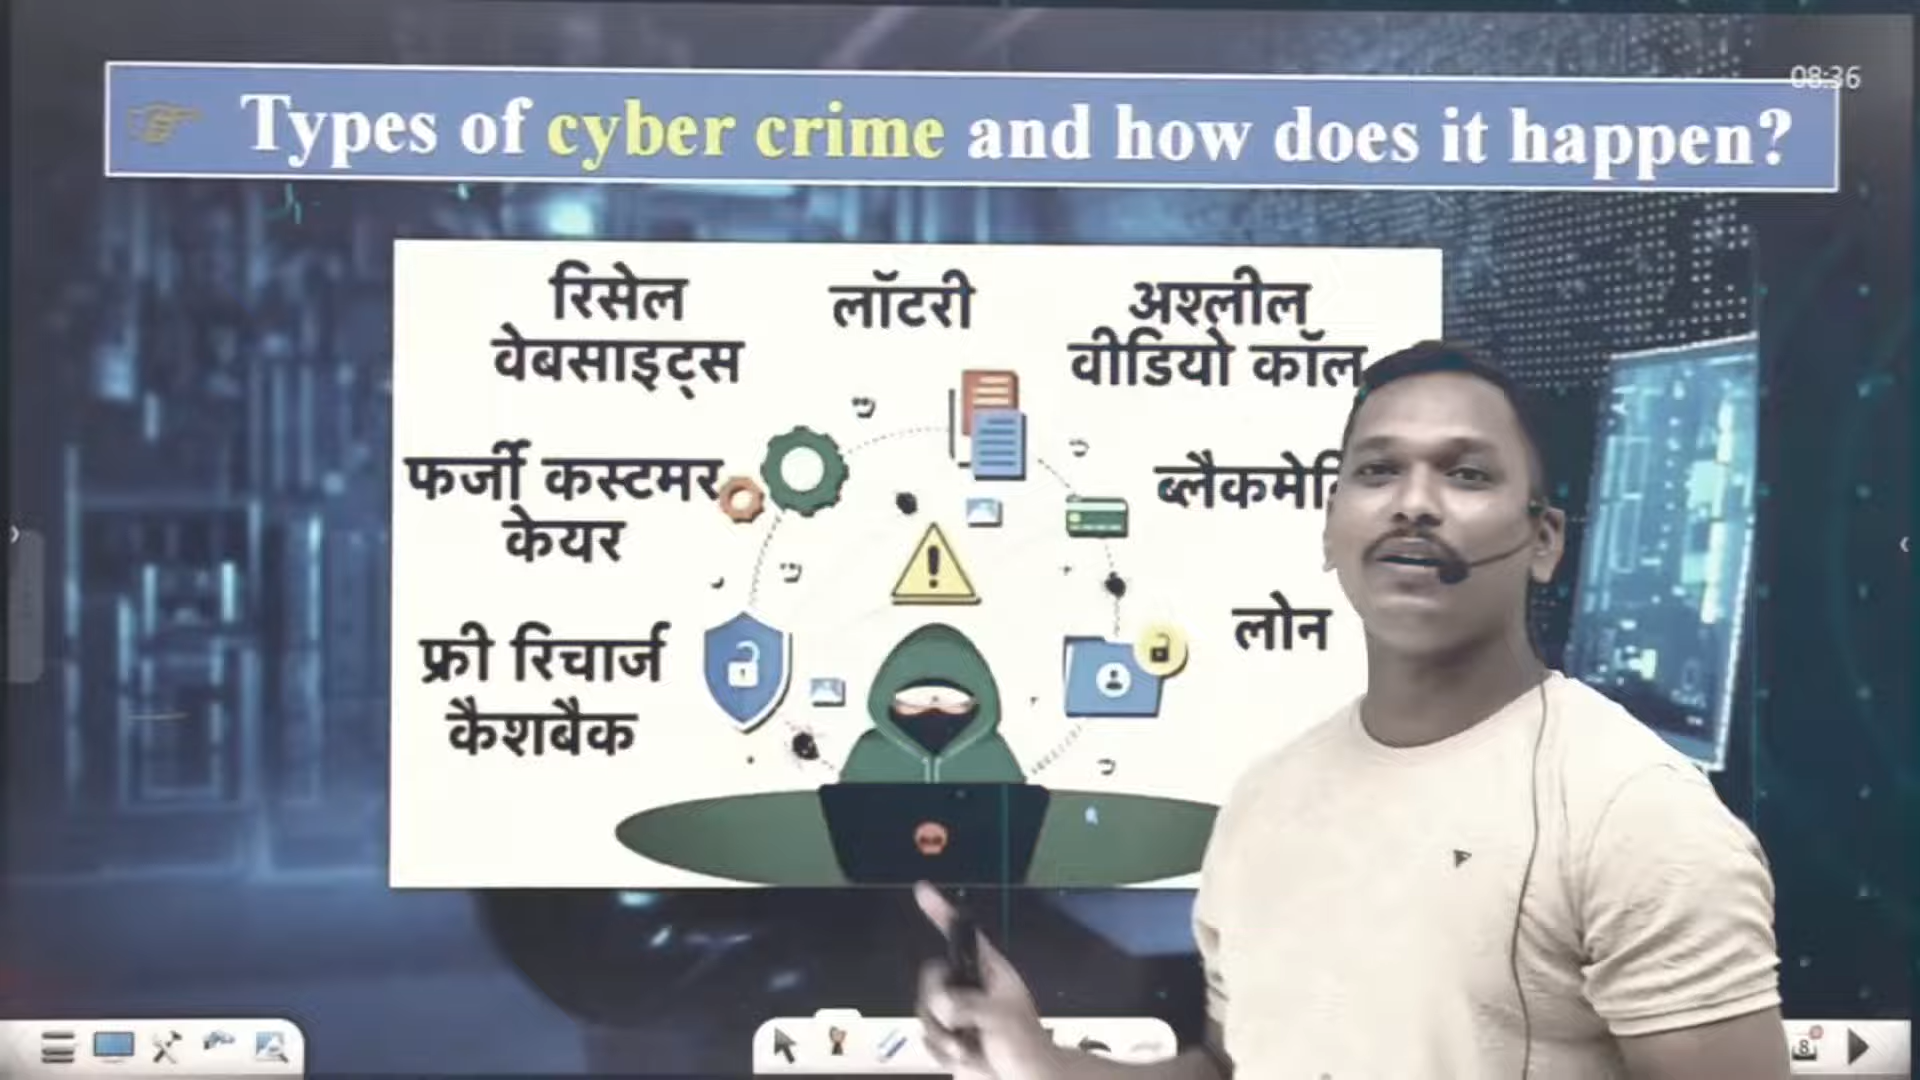 08:36
Types of cyber crime and how does it happen?
रिसेल
वेबसाइट्स
लॉटरी
अश्लील
वीडियो कॉल
फर्जी कस्टमर
केयर
फ्री रिचार्ज
कैशबैक
लोन
8